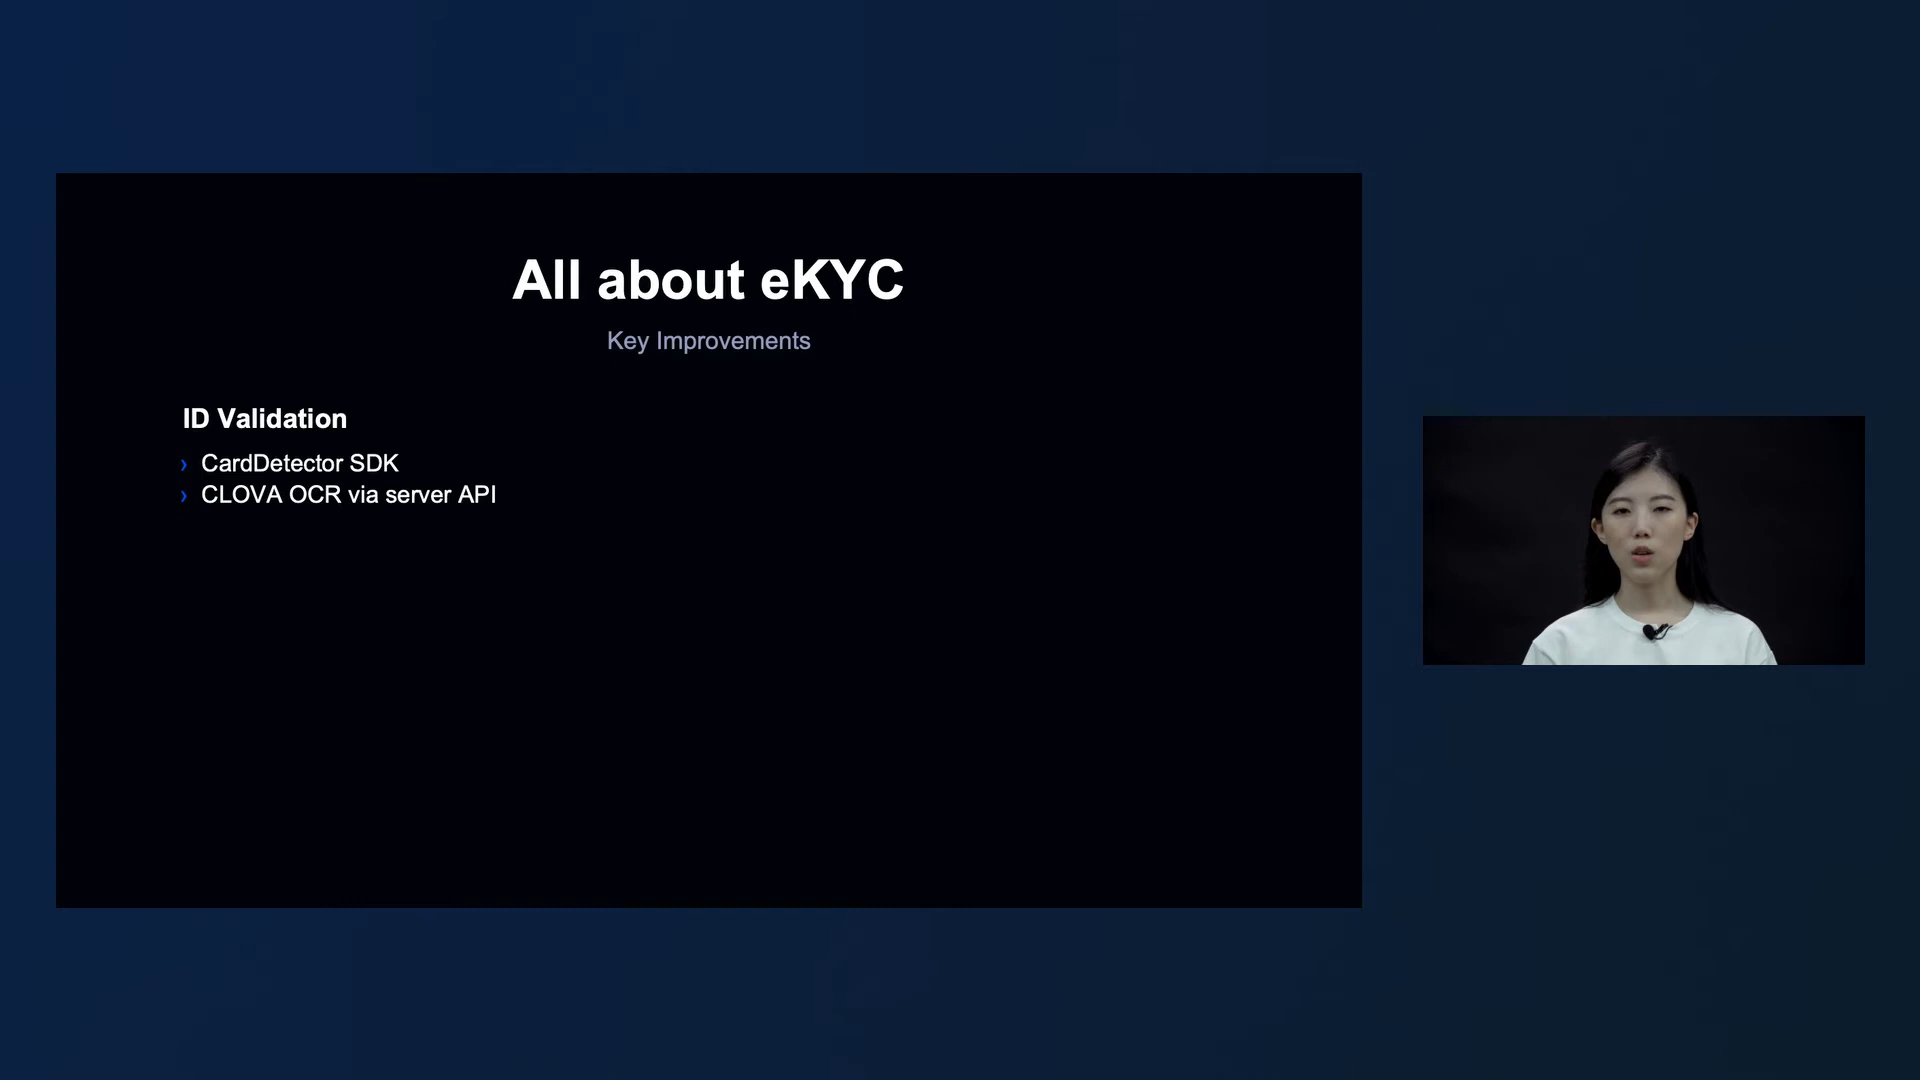 All about eKYC
Key Improvements
ID Validation
› CardDetector SDK
› CLOVA OCR via server API